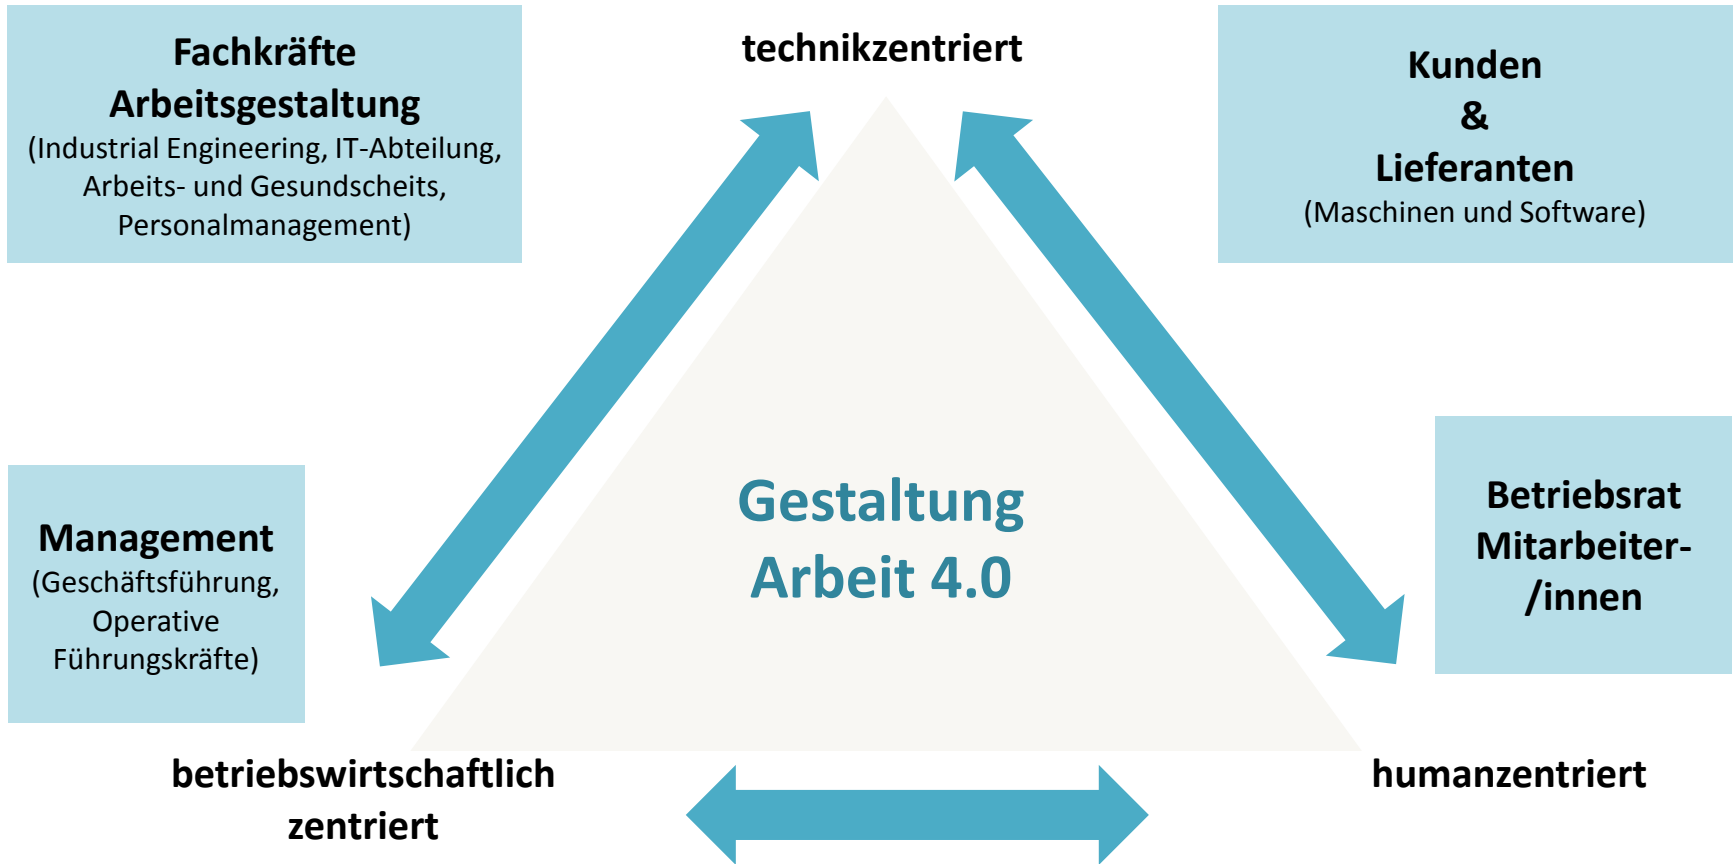 Fachkräfte
Arbeitsgestaltung
(Industrial Engineering, IT-Abteilung,
Arbeits- und Gesundscheits,
Personalmanagement)
technikzentriert
Kunden
&
Lieferanten
(Maschinen und Software)
Management
(Geschäftsführung,
Operative
Führungskräfte)
Gestaltung
Arbeit 4.0
Betriebsrat
Mitarbeiter-
/innen
betriebswirtschaftlich
zentriert
humanzentriert